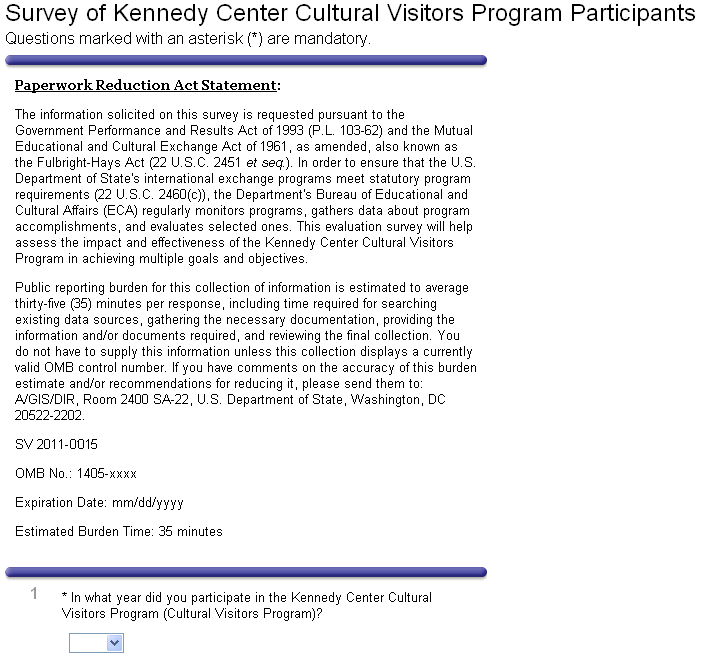 Survey of Kennedy Center Cultural Visitors Program Participants
Questions marked with an asterisk (*) are mandatory.
Paperwork Reduction Act Statement:
The information solicited on this survey is requested pursuant to the
Government Performance and Results Act of 1993 (P.L. 103-62) and the Mutual
Educational and Cultural Exchange Act of 1961, as amended, also known as
the Fulbright-Hays Act (22 U.S.C. 2451 et seq.). In order to ensure that the U.S.
Department of State's international exchange programs meet statutory program
requirements (22 U.S.C. 2460(c)), the Department's Bureau of Educational and
Cultural Affairs (ECA) regularly monitors programs, gathers data about program
accomplishments, and evaluates selected ones. This evaluation survey will help
assess the impact and effectiveness of the Kennedy Center Cultural Visitors
Program in achieving multiple goals and objectives.
Public reporting burden for this collection of information is estimated to average
thirty-five (35) minutes per response, including time required for searching
existing data sources, gathering the necessary documentation, providing the
information and/or documents required, and reviewing the final collection. You
do not have to supply this information unless this collection displays a currently
valid OMB control number. If you have comments on the accuracy of this burden
estimate and/or recommendations for reducing it, please send them to:
A/GIS/DIR, Room 2400 SA-22, U.S. Department of State, Washington, DC
20522-2202.
SV 2011-0015
OMB No.: 1405-xxxx
Expiration Date: mm/dd/yyyy
Estimated Burden Time: 35 minutes
1 * In what year did you participate in the Kennedy Center Cultural
Visitors Program (Cultural Visitors Program)?